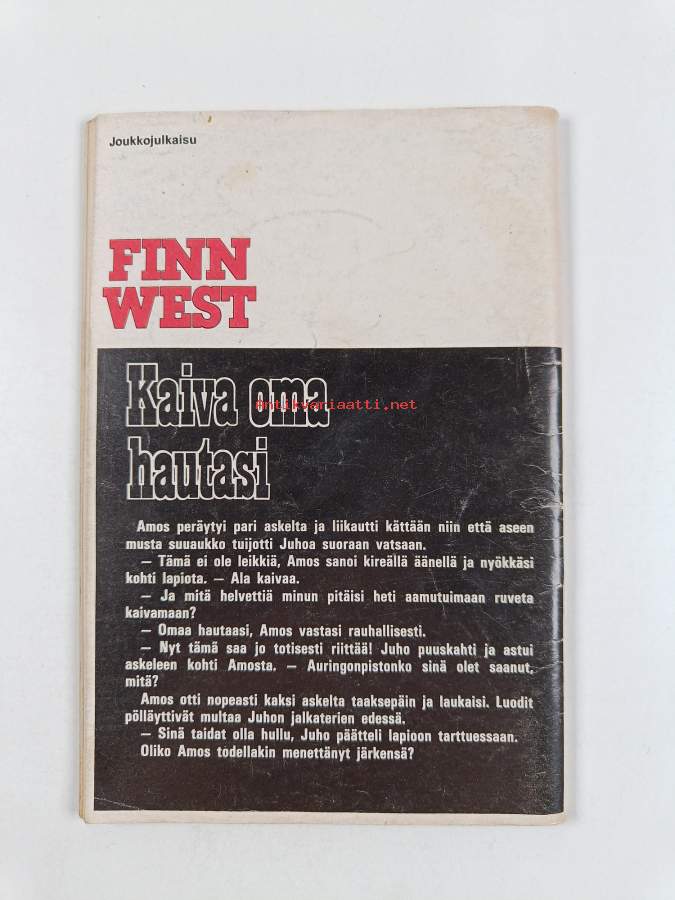 Joukkojulkaisu
FINN
WEST
Kaiva oma
antikvariaatti.net
hautasi
Amos peräytyi pari askelta ja liikautti kättään niin että aseen
musta suuaukko tuijotti Juhoa suoraan vatsaan.
— Tämä ei ole leikkiä, Amos sanoi kireällä äänellä ja nyökkäsi
kohti lapiota. — Ala kaivaa.
— Ja mitä helvettiä minun pitäisi heti aamutuimaan ruveta
kaivamaan?
— Omaa hautaasi, Amos vastasi rauhallisesti.
— Nyt tämä saa jo totisesti riittää! Juho puuskahti ja astui
askeleen kohti Amosta. — Auringonpistonko sinä olet saanut,
mitä?
Amos otti nopeasti kaksi askelta taaksepäin ja laukaisi. Luodit
pölläyttivät multaa Juhon jalkaterien edessä.
— Sinä taidat olla hullu, Juho päätteli lapioon tarttuessaan.
Oliko Amos todellakin menettänyt järkensä?